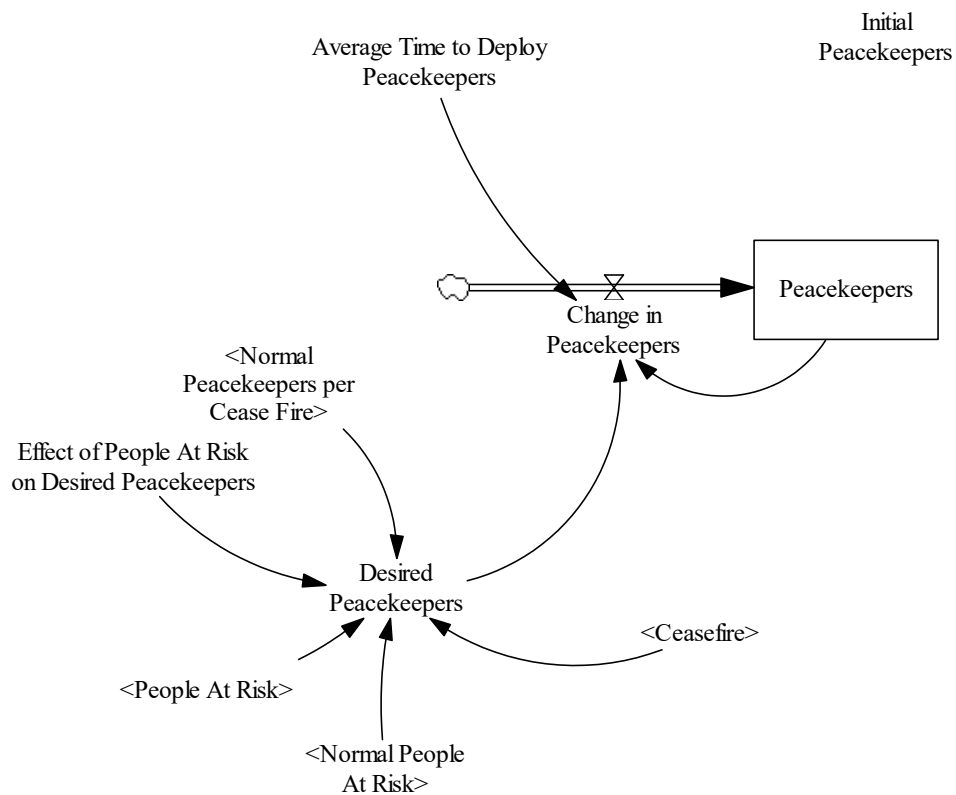 Initial
Peacekeepers
Average Time to Deploy
Peacekeepers
Peacekeepers
Change in
Peacekeepers
<Normal
Peacekeepers per
Cease Fire>
Effect of People At Risk
on Desired Peacekeepers
Desired
Peacekeepers
<Ceasefire>
<People At Risk>
<Normal People
At Risk>